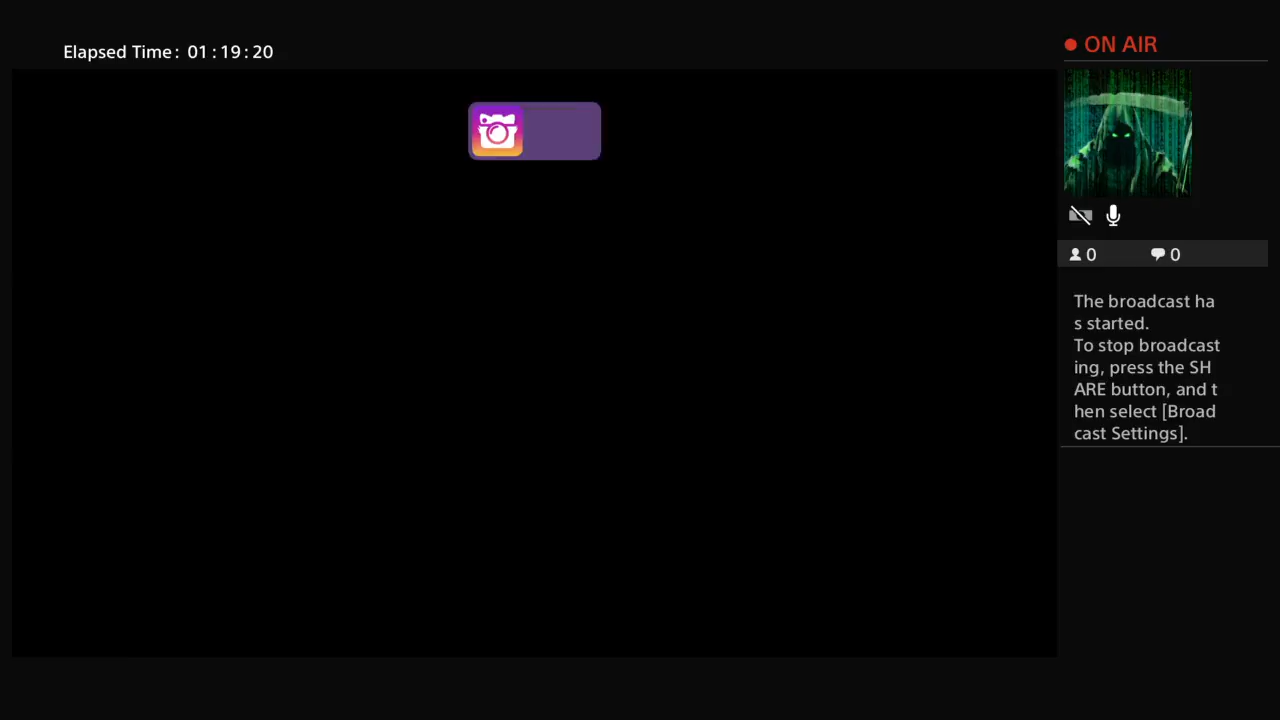 Elapsed Time: 01:19:20
ON AIR
0 0
The broadcast ha
s started.
To stop broadcast
ing, press the SH
ARE button, and t
hen select [Broad
cast Settings].